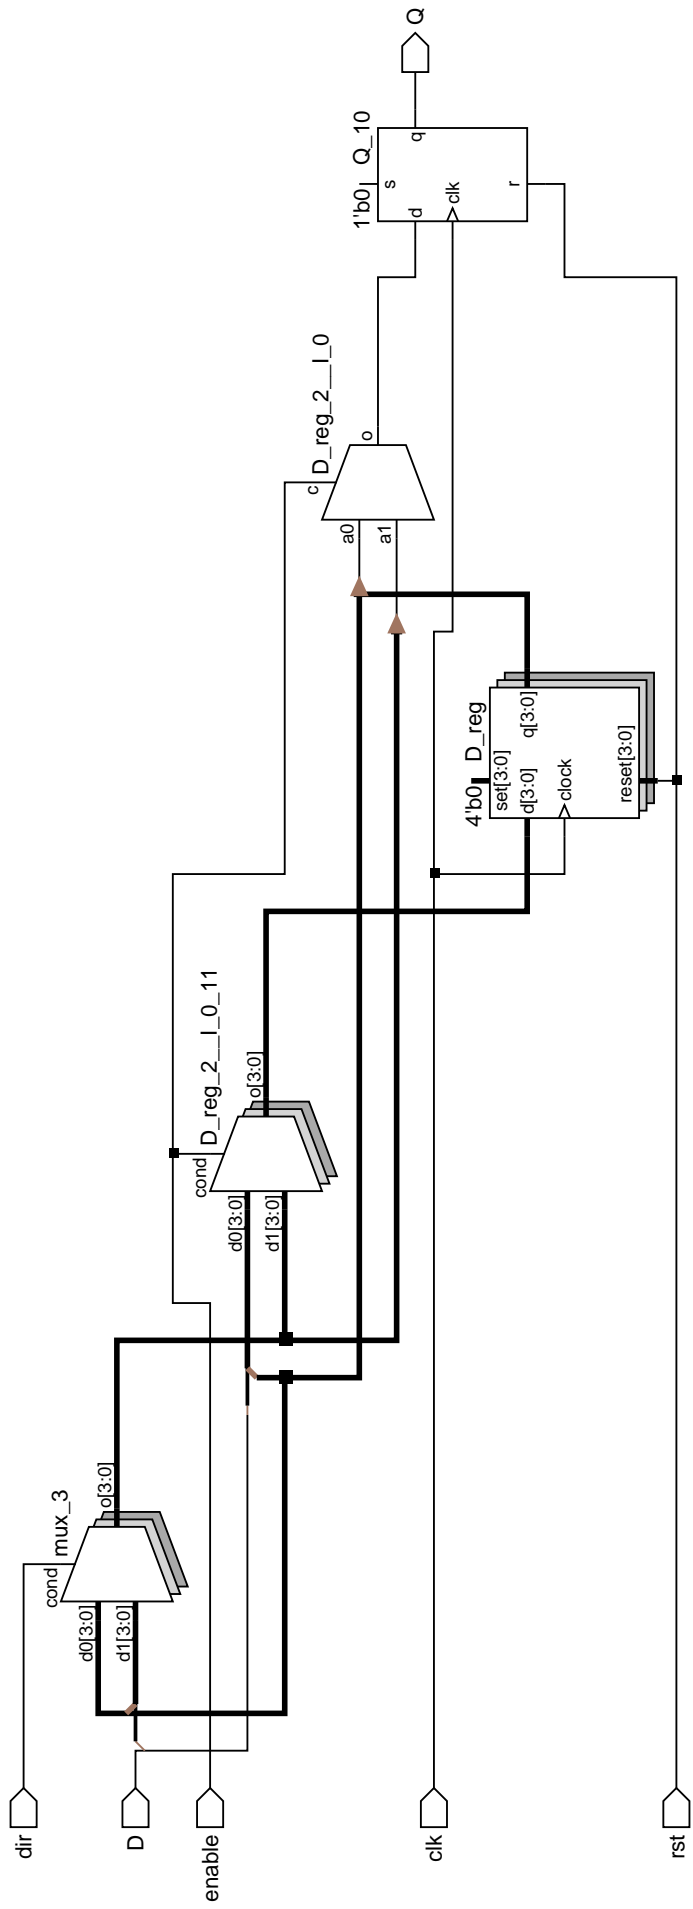 dir
D
enable
clk
rst
mux_3
cond
d0[3:0]
d1[3:0]
o[3:0]
D_reg_2__I_0_11
cond
d0[3:0]
d1[3:0]
o[3:0]
4'b0
D_reg
set[3:0]
d[3:0]
q[3:0]
clock
reset[3:0]
D_reg_2__I_0
c
a0
a1
o
1'b0
Q_10
s
d
q
clk
r
Q